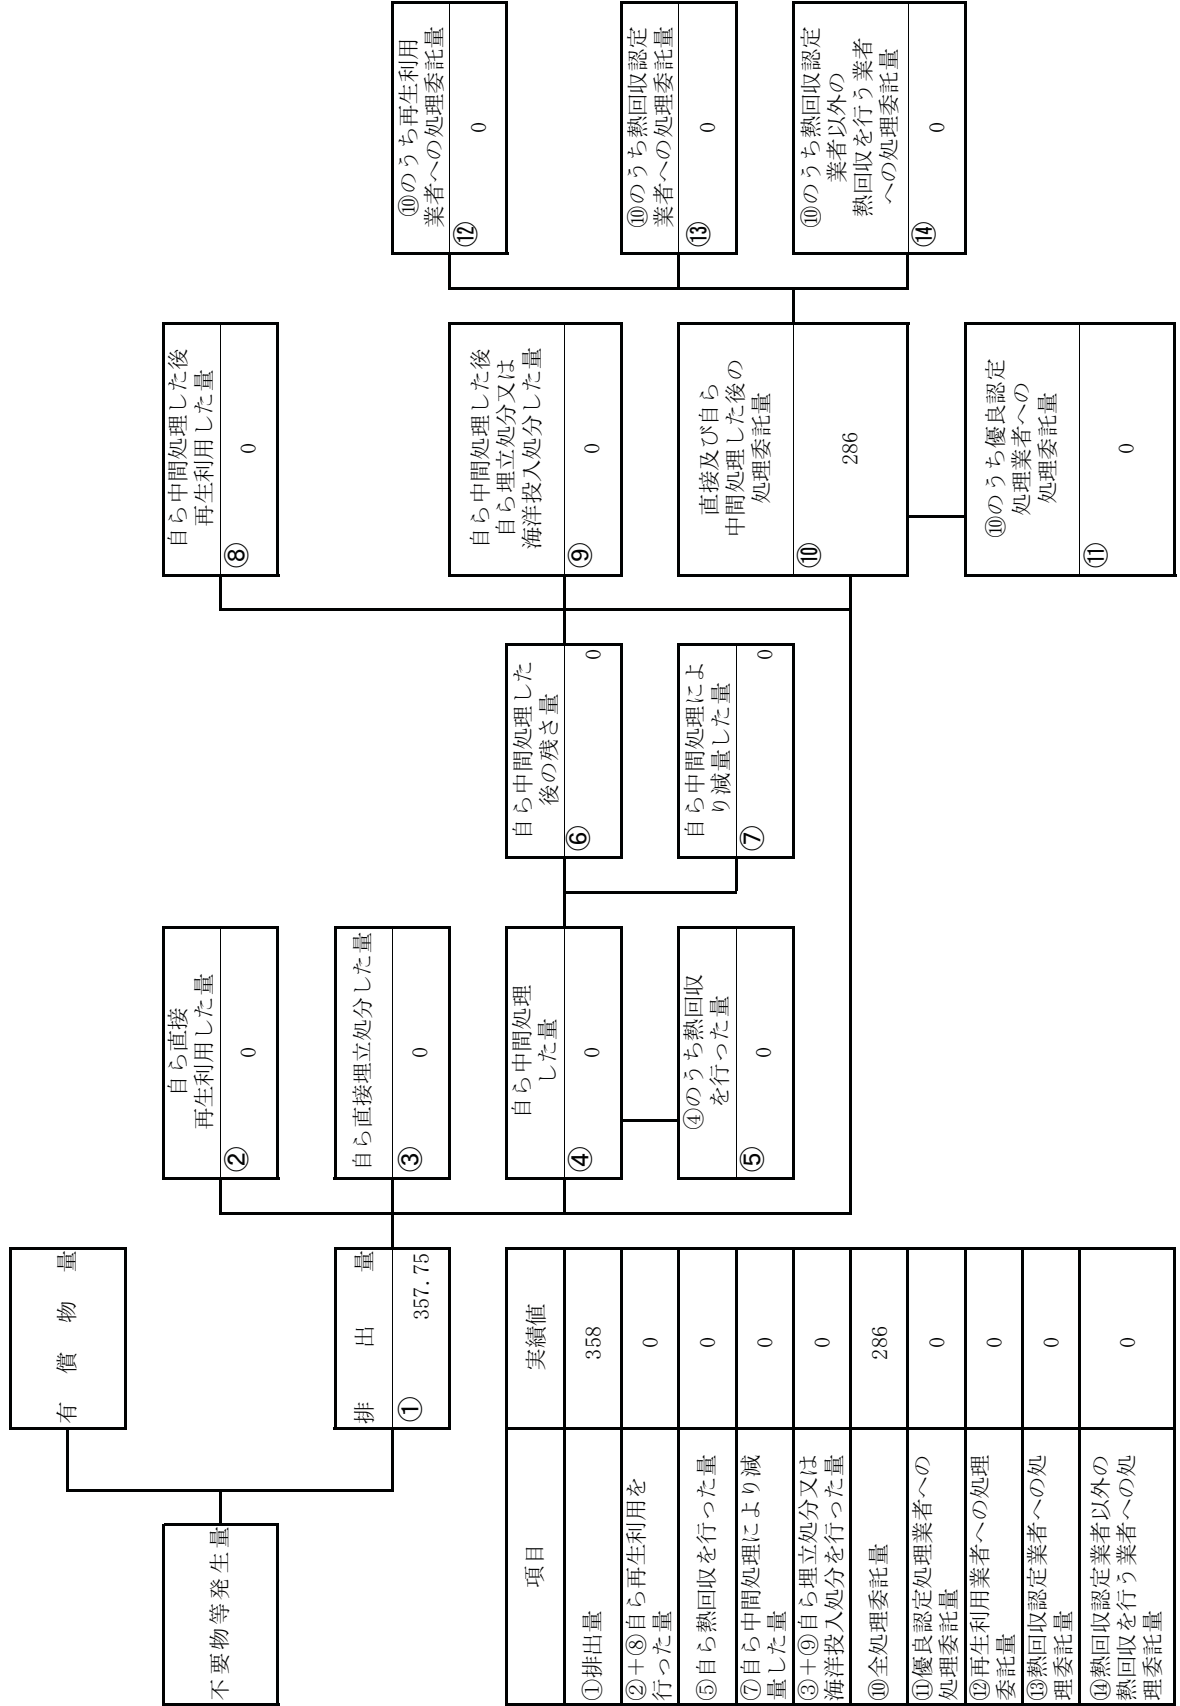 不要物等発生量
有償物量
排出量
①
357.75
自ら直接
再生利用した量
②
0
自ら直接埋立処分した量
③
0
自ら中間処理
した量
④
0
④のうち熱回収
を行った量
⑤
0
自ら中間処理した
後の残さ量
⑥
0
自ら中間処理によ
り減量した量
⑦
0
自ら中間処理した後
再生利用した量
⑧
0
自ら中間処理した後
自ら埋立処分又は
海洋投入処分した量
⑨
0
直接及び自ら
中間処理した後の
処理委託量
⑩
286
⑩のうち優良認定
処理業者への
処理委託量
⑪
0
⑩のうち再生利用
業者への処理委託量
⑫
0
⑩のうち熱回収認定
業者への処理委託量
⑬
0
⑩のうち熱回収認定
業者以外の
熱回収を行う業者
への処理委託量
⑭
0
項目
実績値
①排出量
358
②+⑧自ら再生利用を
行った量
0
⑤自ら熱回収を行った量
0
⑦自ら中間処理により減
量した量
0
③+⑨自ら埋立処分又は
海洋投入処分を行った量
0
⑩全処理委託量
286
⑪優良認定処理業者への
処理委託量
0
⑫再生利用業者への処理
委託量
0
⑬熱回収認定業者への処
理委託量
0
⑭熱回収認定業者以外の
熱回収を行う業者への処
理委託量
0